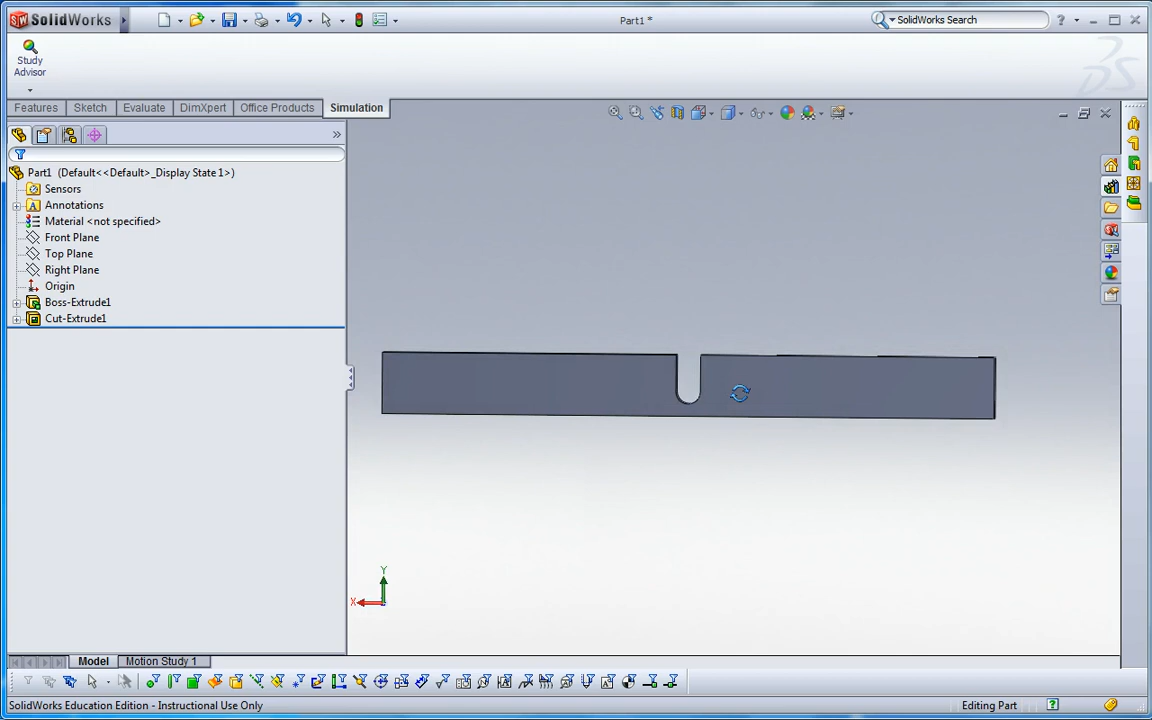 SolidWorks
Part1 *
SolidWorks Search
?
Study
Advisor
Features Sketch Evaluate DimXpert Office Products Simulation
Part1 (Default<<Default>_Display State 1>)
Sensors
A Annotations
Material <not specified>
Front Plane
Top Plane
Right Plane
Origin
Boss-Extrude1
Cut-Extrude1
Y
X
Model Motion Study 1
SolidWorks Education Edition - Instructional Use Only
Editing Part
?